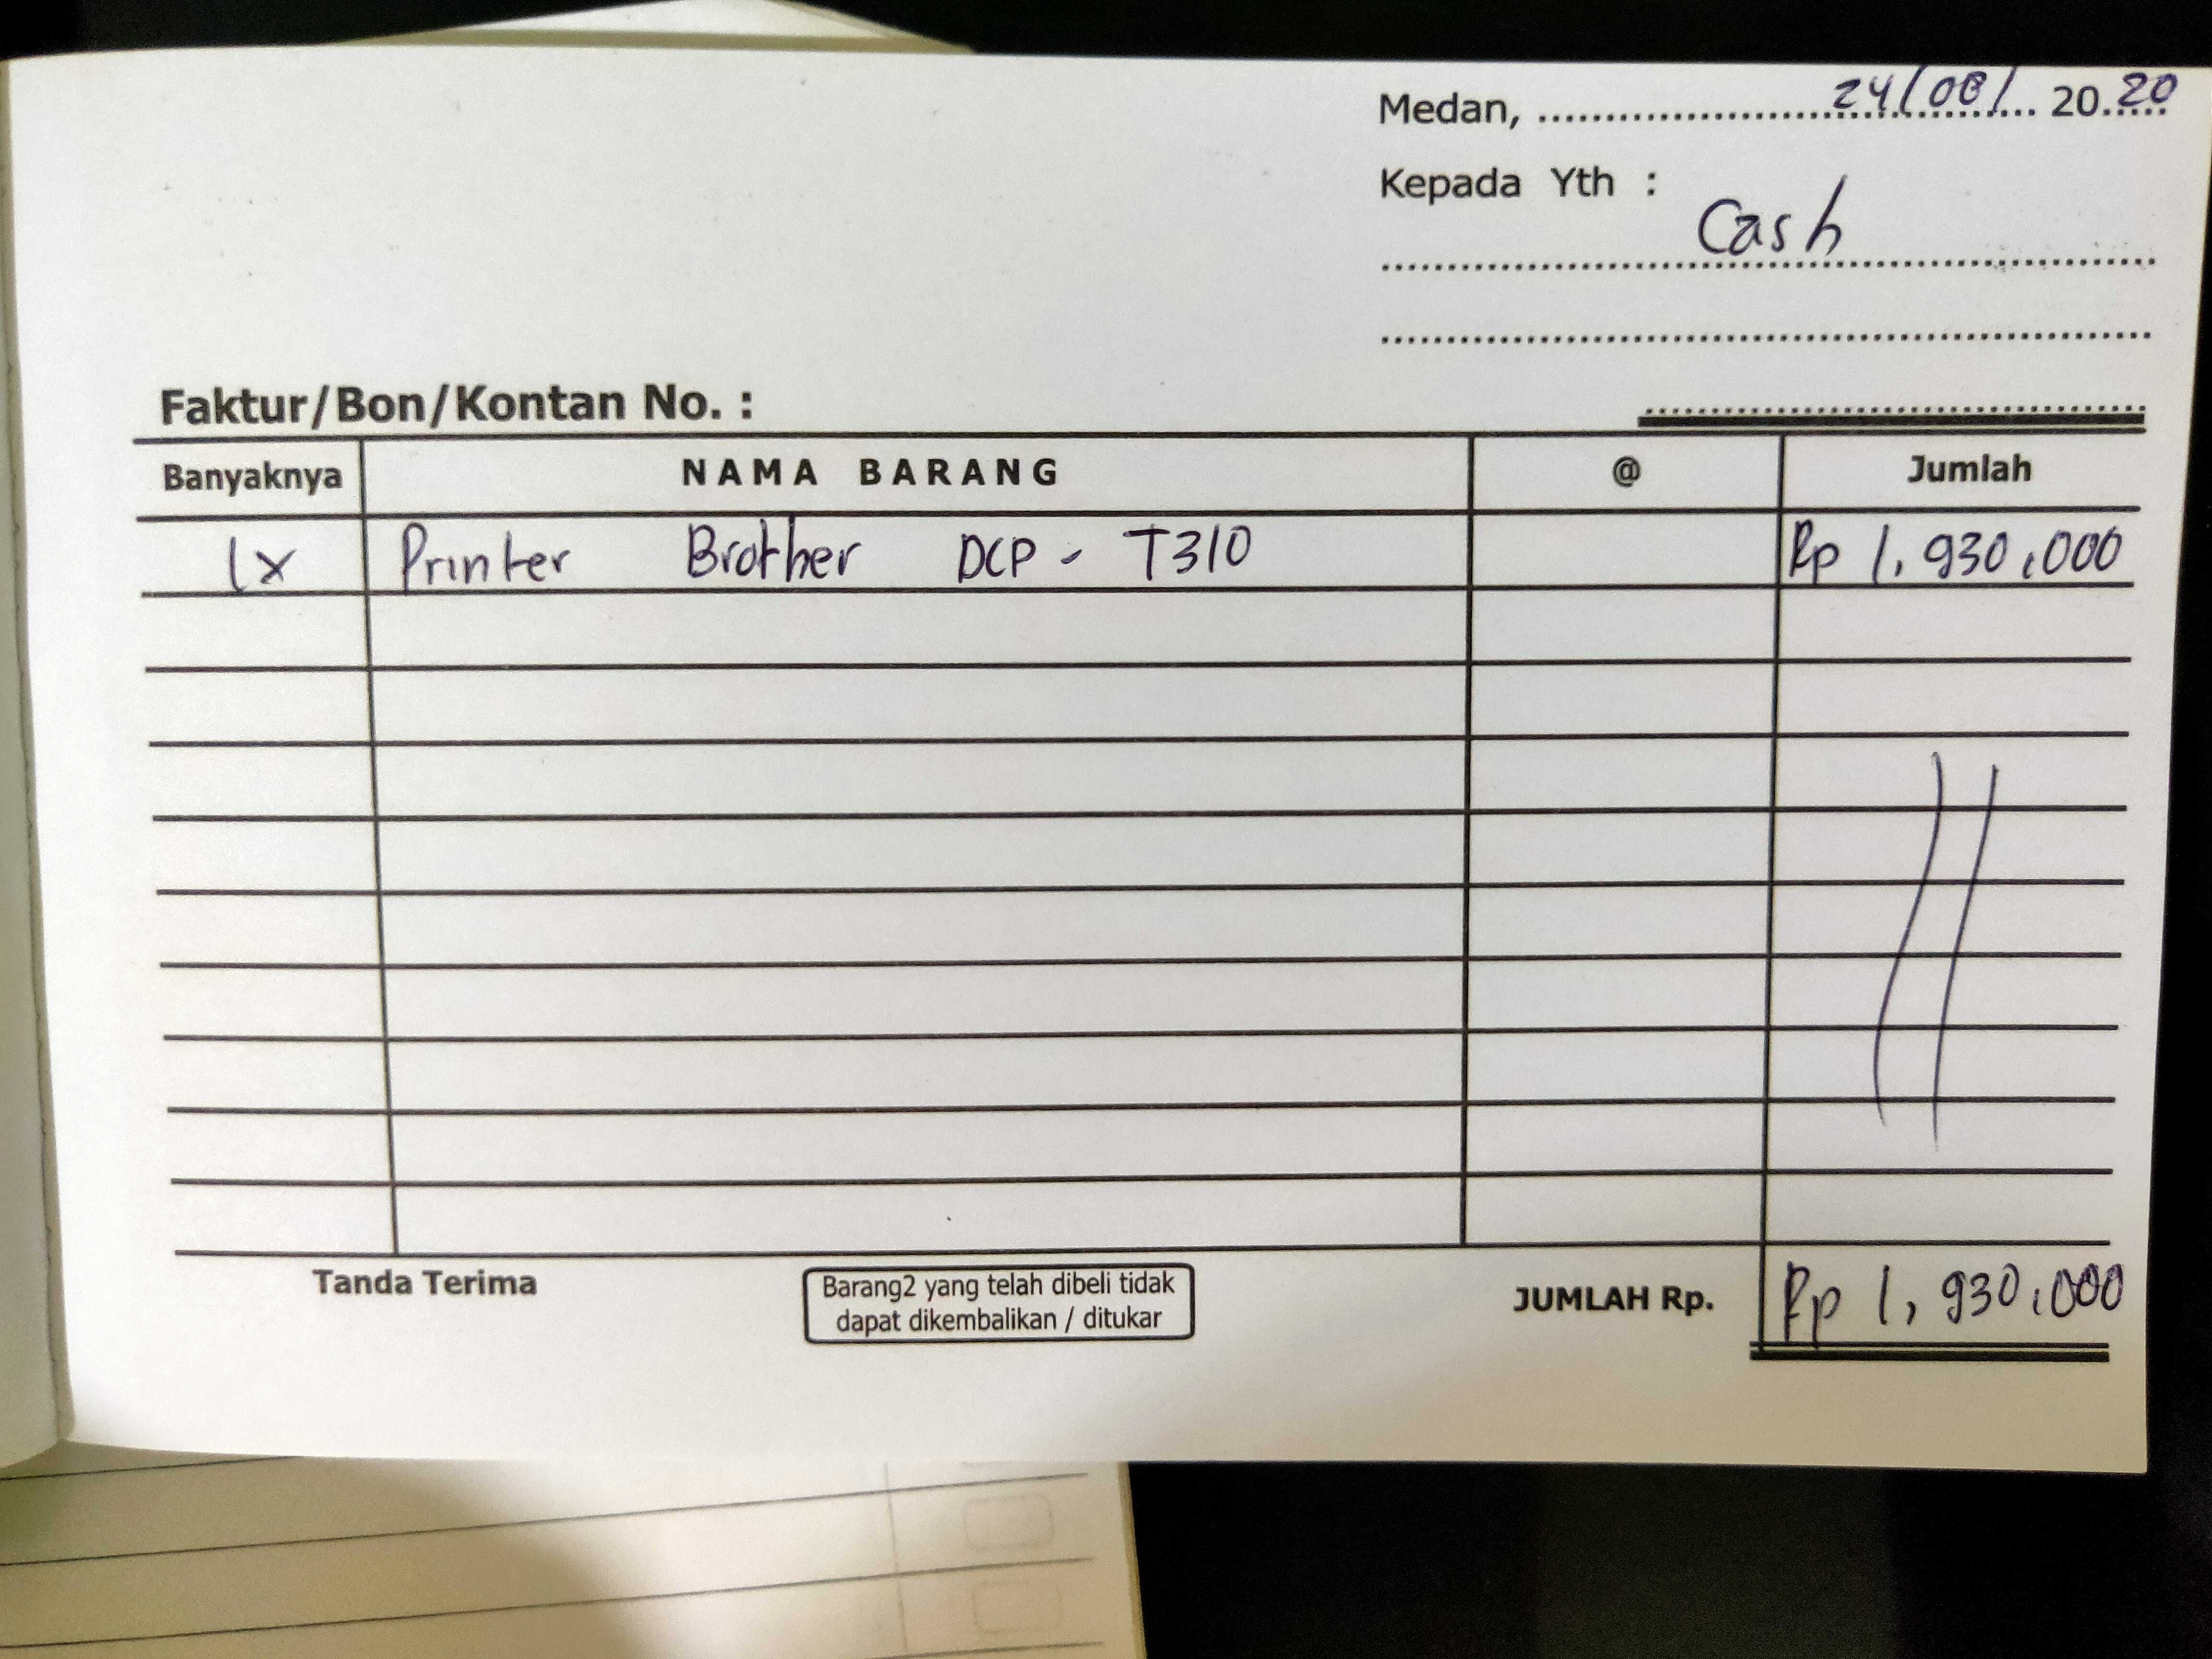 Medan, ........................ 24/08/ ... 20.20
Kepada Yth :
Cash
Faktur/Bon/Kontan No. :
Banyaknya NAMA BARANG @ Jumlah
1x Printer Brother DCP - T310 Rp 1,930,000
Tanda Terima
Barang2 yang telah dibeli tidak
dapat dikembalikan / ditukar
JUMLAH Rp. Rp 1,930,000